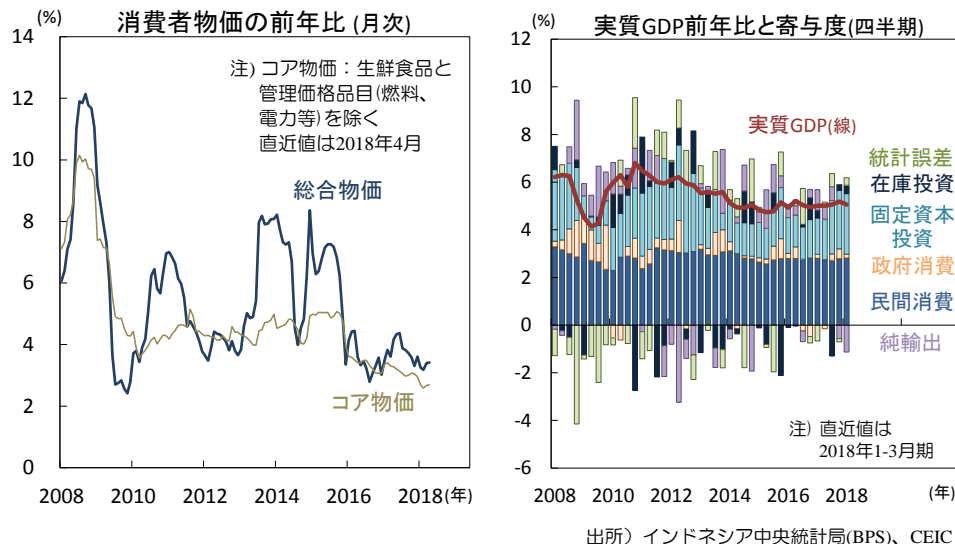 消費者物価の前年比 (月次)
(%)
14
12
10
8
6
4
2
0
注) コア物価：生鮮食品と
管理価格品目(燃料、
電力等)を除く
直近値は2018年4月
総合物価
コア物価
2008 2010 2012 2014 2016 2018 (年)
実質GDP前年比と寄与度(四半期)
(%)
12
10
8
6
4
2
0
-2
-4
-6
実質GDP(線)
統計誤差
在庫投資
固定資本
投資
政府消費
民間消費
純輸出
注) 直近値は
2018年1-3月期
2008 2010 2012 2014 2016 2018 (年)
出所）インドネシア中央統計局(BPS)、CEIC